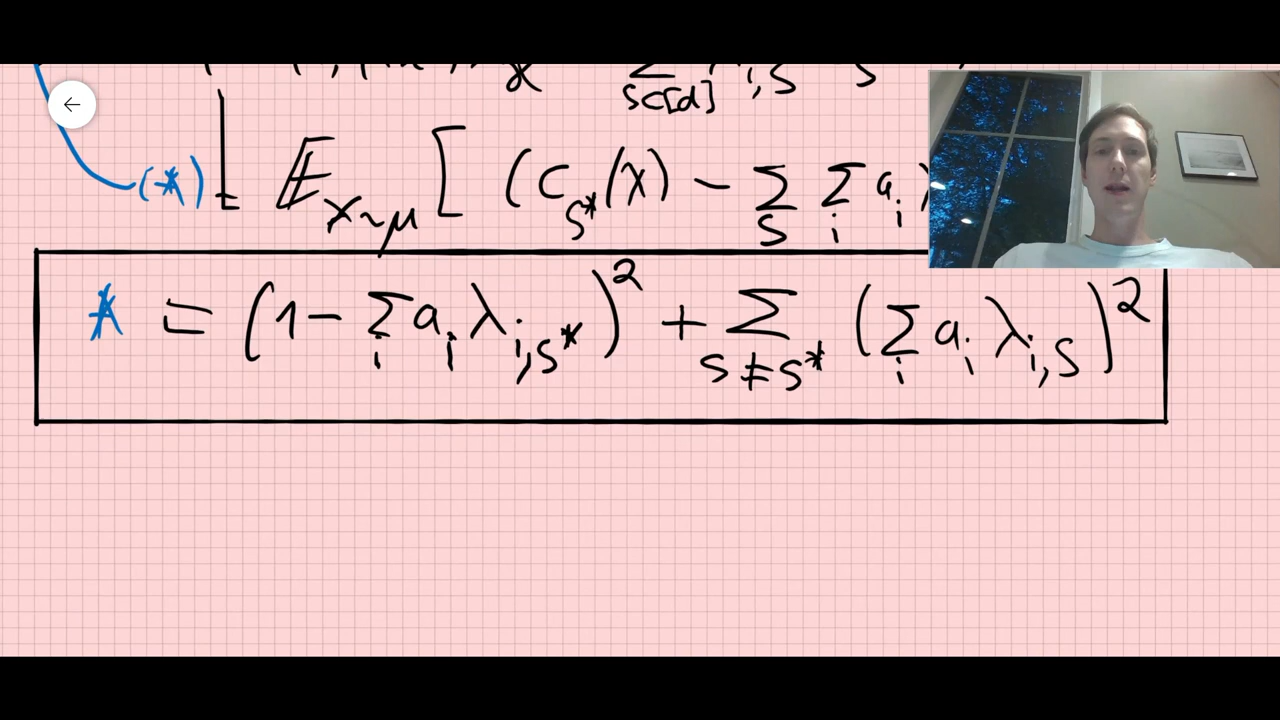 S⊂[d] i,S S
(*) 𝔼_{X~μ} [ (C_{S*}(X) − Σ_S Σ_i a_i
* = (1 − Σ_i a_i λ_{i,S*})² + Σ_{S≠S*} (Σ_i a_i λ_{i,S})²